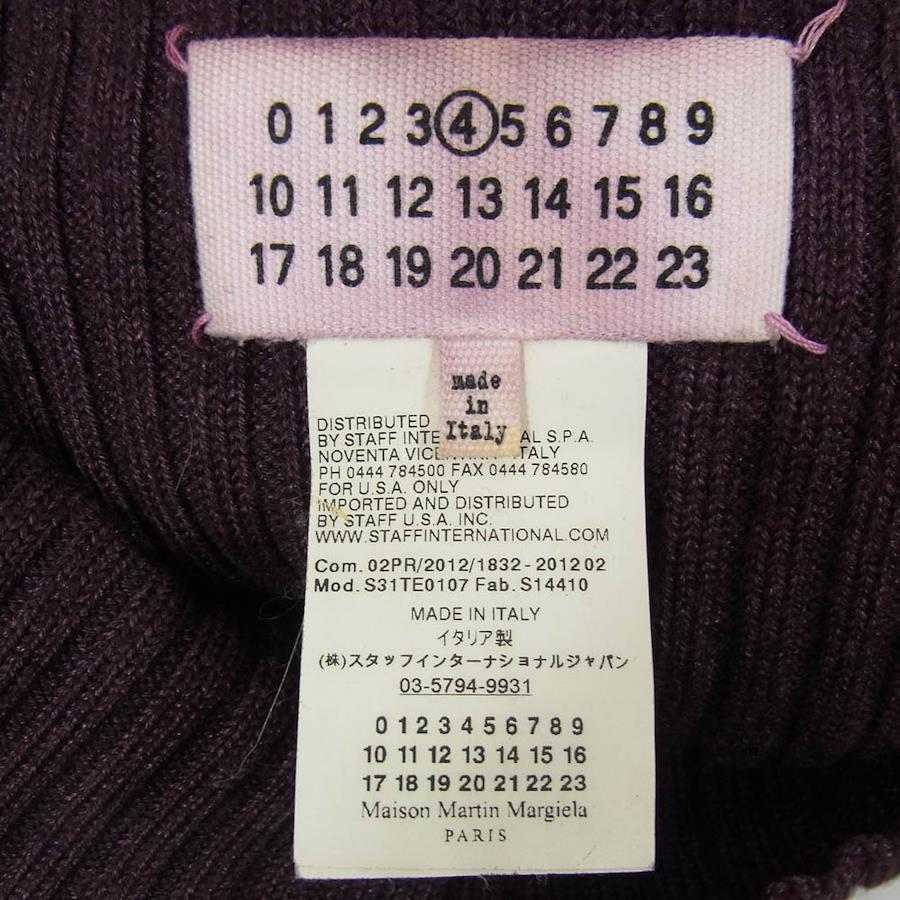 0 1 2 3 4 5 6 7 8 9
10 11 12 13 14 15 16
17 18 19 20 21 22 23
made
in
Italy
DISTRIBUTED
BY STAFF INTE AL S.P.A.
NOVENTA VICE ITALY
PH 0444 784500 FAX 0444 784580
FOR U.S.A. ONLY
IMPORTED AND DISTRIBUTED
BY STAFF U.S.A. INC.
WWW.STAFFINTERNATIONAL.COM
Com. 02PR/2012/1832-201202
Mod. S31TE0107 Fab. S14410
MADE IN ITALY
イタリア製
(株)スタッフインターナショナルジャパン
03-5794-9931
0 1 2 3 4 5 6 7 8 9
10 11 12 13 14 15 16
17 18 19 20 21 22 23
Maison Martin Margiela
PARIS